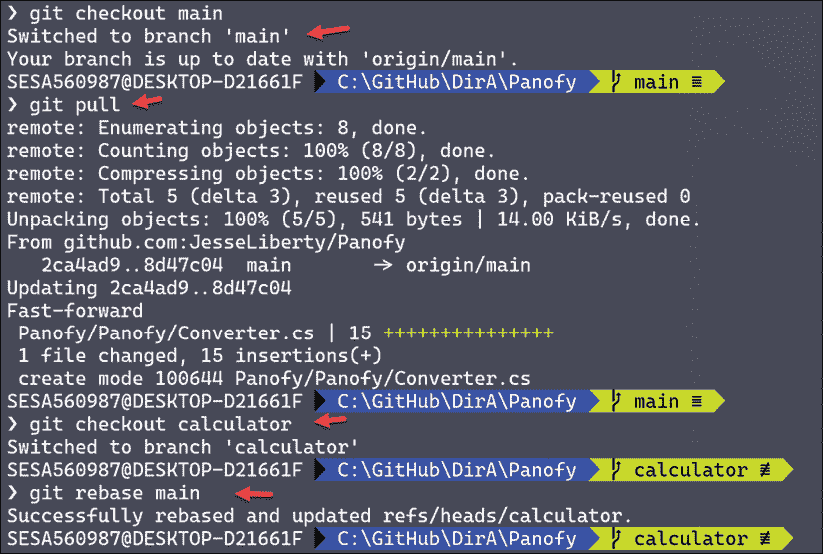 ❯ git checkout main
Switched to branch 'main'
Your branch is up to date with 'origin/main'.
SESA560987@DESKTOP-D21661F C:\GitHub\DirA\Panofy main ≡
❯ git pull
remote: Enumerating objects: 8, done.
remote: Counting objects: 100% (8/8), done.
remote: Compressing objects: 100% (2/2), done.
remote: Total 5 (delta 3), reused 5 (delta 3), pack-reused 0
Unpacking objects: 100% (5/5), 541 bytes | 14.00 KiB/s, done.
From github.com:JesseLiberty/Panofy
2ca4ad9..8d47c04 main -> origin/main
Updating 2ca4ad9..8d47c04
Fast-forward
Panofy/Panofy/Converter.cs | 15 +++++++++++++++
1 file changed, 15 insertions(+)
create mode 100644 Panofy/Panofy/Converter.cs
SESA560987@DESKTOP-D21661F C:\GitHub\DirA\Panofy main ≡
❯ git checkout calculator
Switched to branch 'calculator'
SESA560987@DESKTOP-D21661F C:\GitHub\DirA\Panofy calculator ≢
❯ git rebase main
Successfully rebased and updated refs/heads/calculator.
SESA560987@DESKTOP-D21661F C:\GitHub\DirA\Panofy calculator ≢